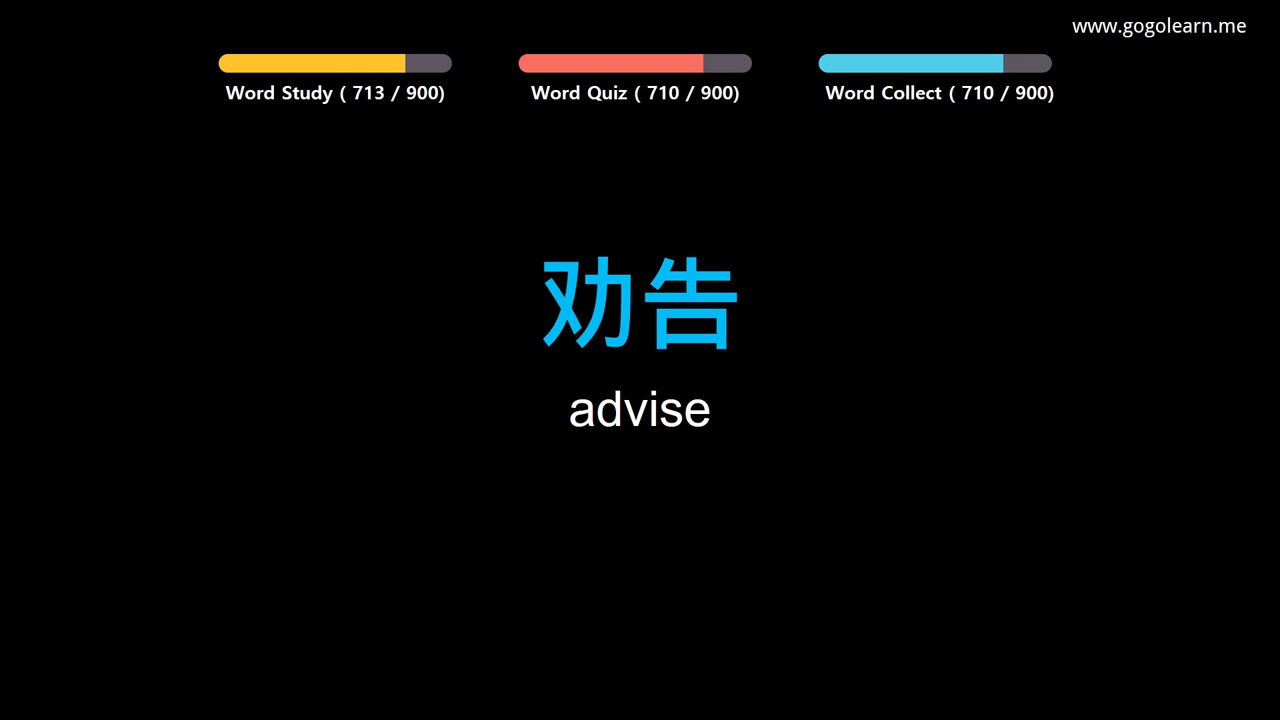 www.gogolearn.me
Word Study ( 713 / 900)
Word Quiz ( 710 / 900)
Word Collect ( 710 / 900)
劝告
advise